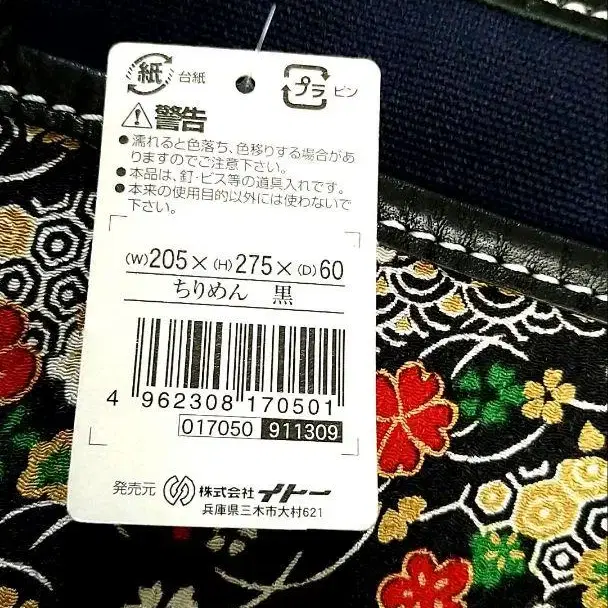 紙 台紙
プラ ピン
警告
●濡れると色落ち、色移りする場合があ
りますのでご注意下さい。
●本品は、釘・ビス等の道具入れです。
●本来の使用目的以外には使わないで
下さい。
(W)205×(H)275×(D)60
ちりめん 黒
4 962308 170501
017050 911309
発売元 株式会社イトー
兵庫県三木市大村621